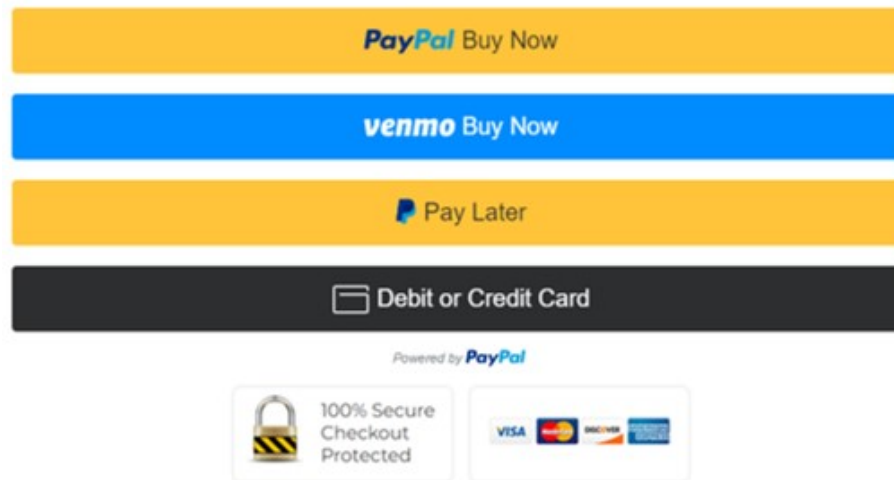 PayPal Buy Now
venmo Buy Now
Pay Later
Debit or Credit Card
Powered by PayPal
100% Secure
Checkout
Protected
VISA MasterCard DISCOVER